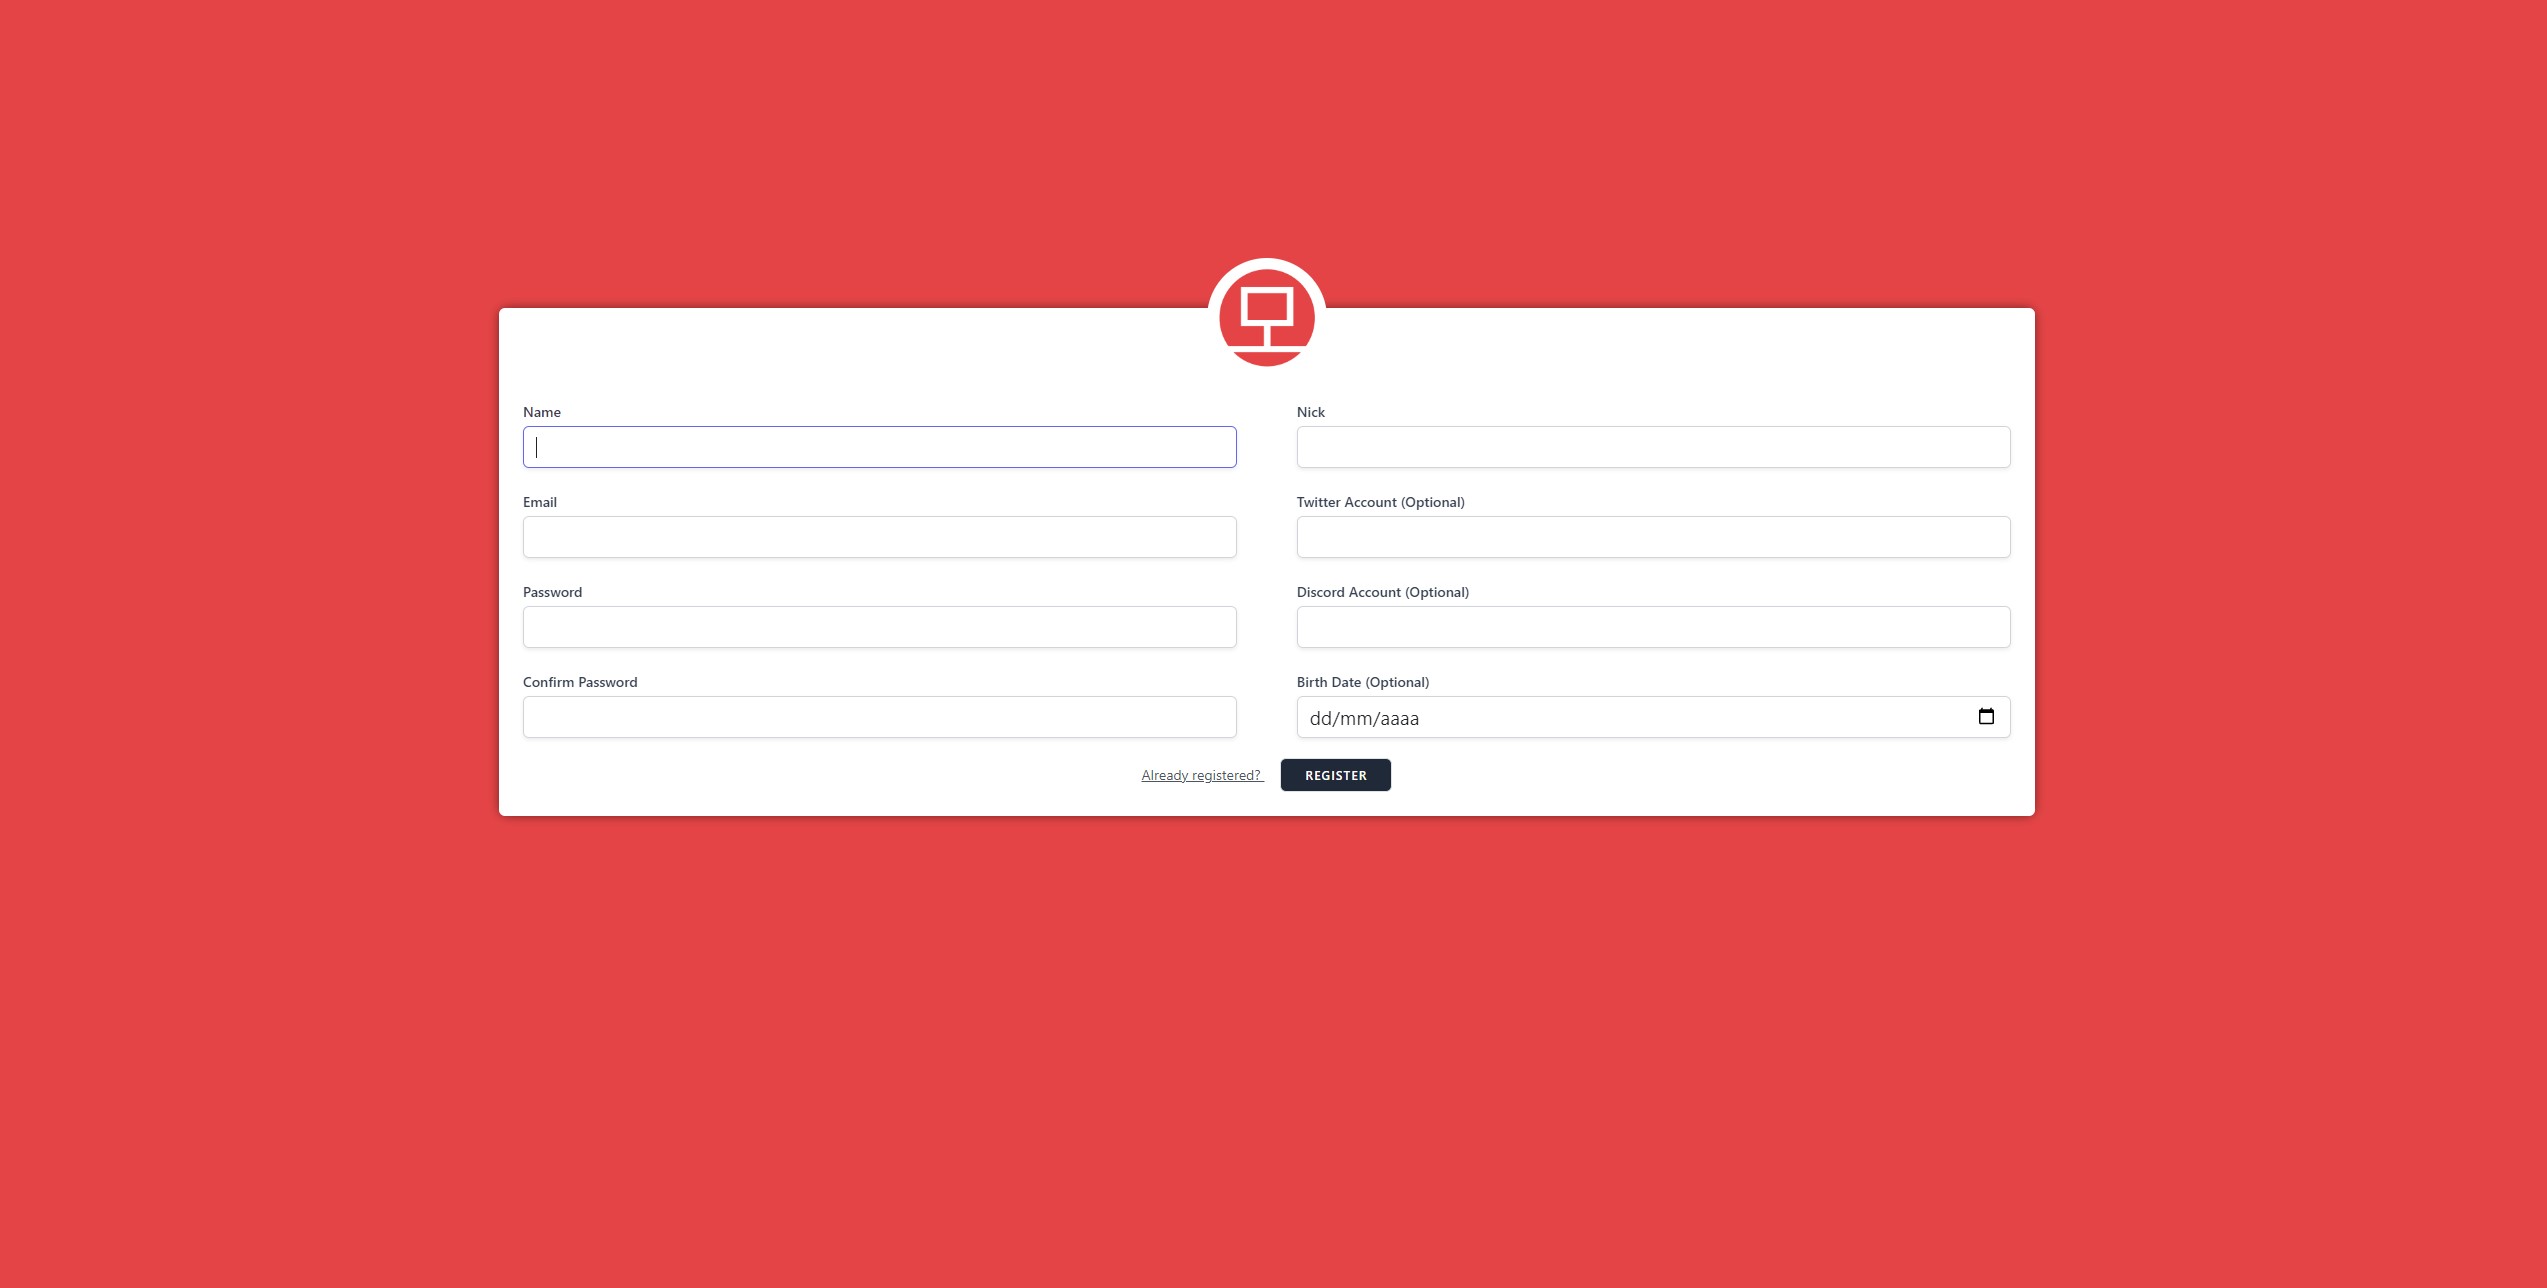 Name
Nick
Email
Twitter Account (Optional)
Password
Discord Account (Optional)
Confirm Password
Birth Date (Optional)
dd/mm/aaaa
Already registered?
REGISTER